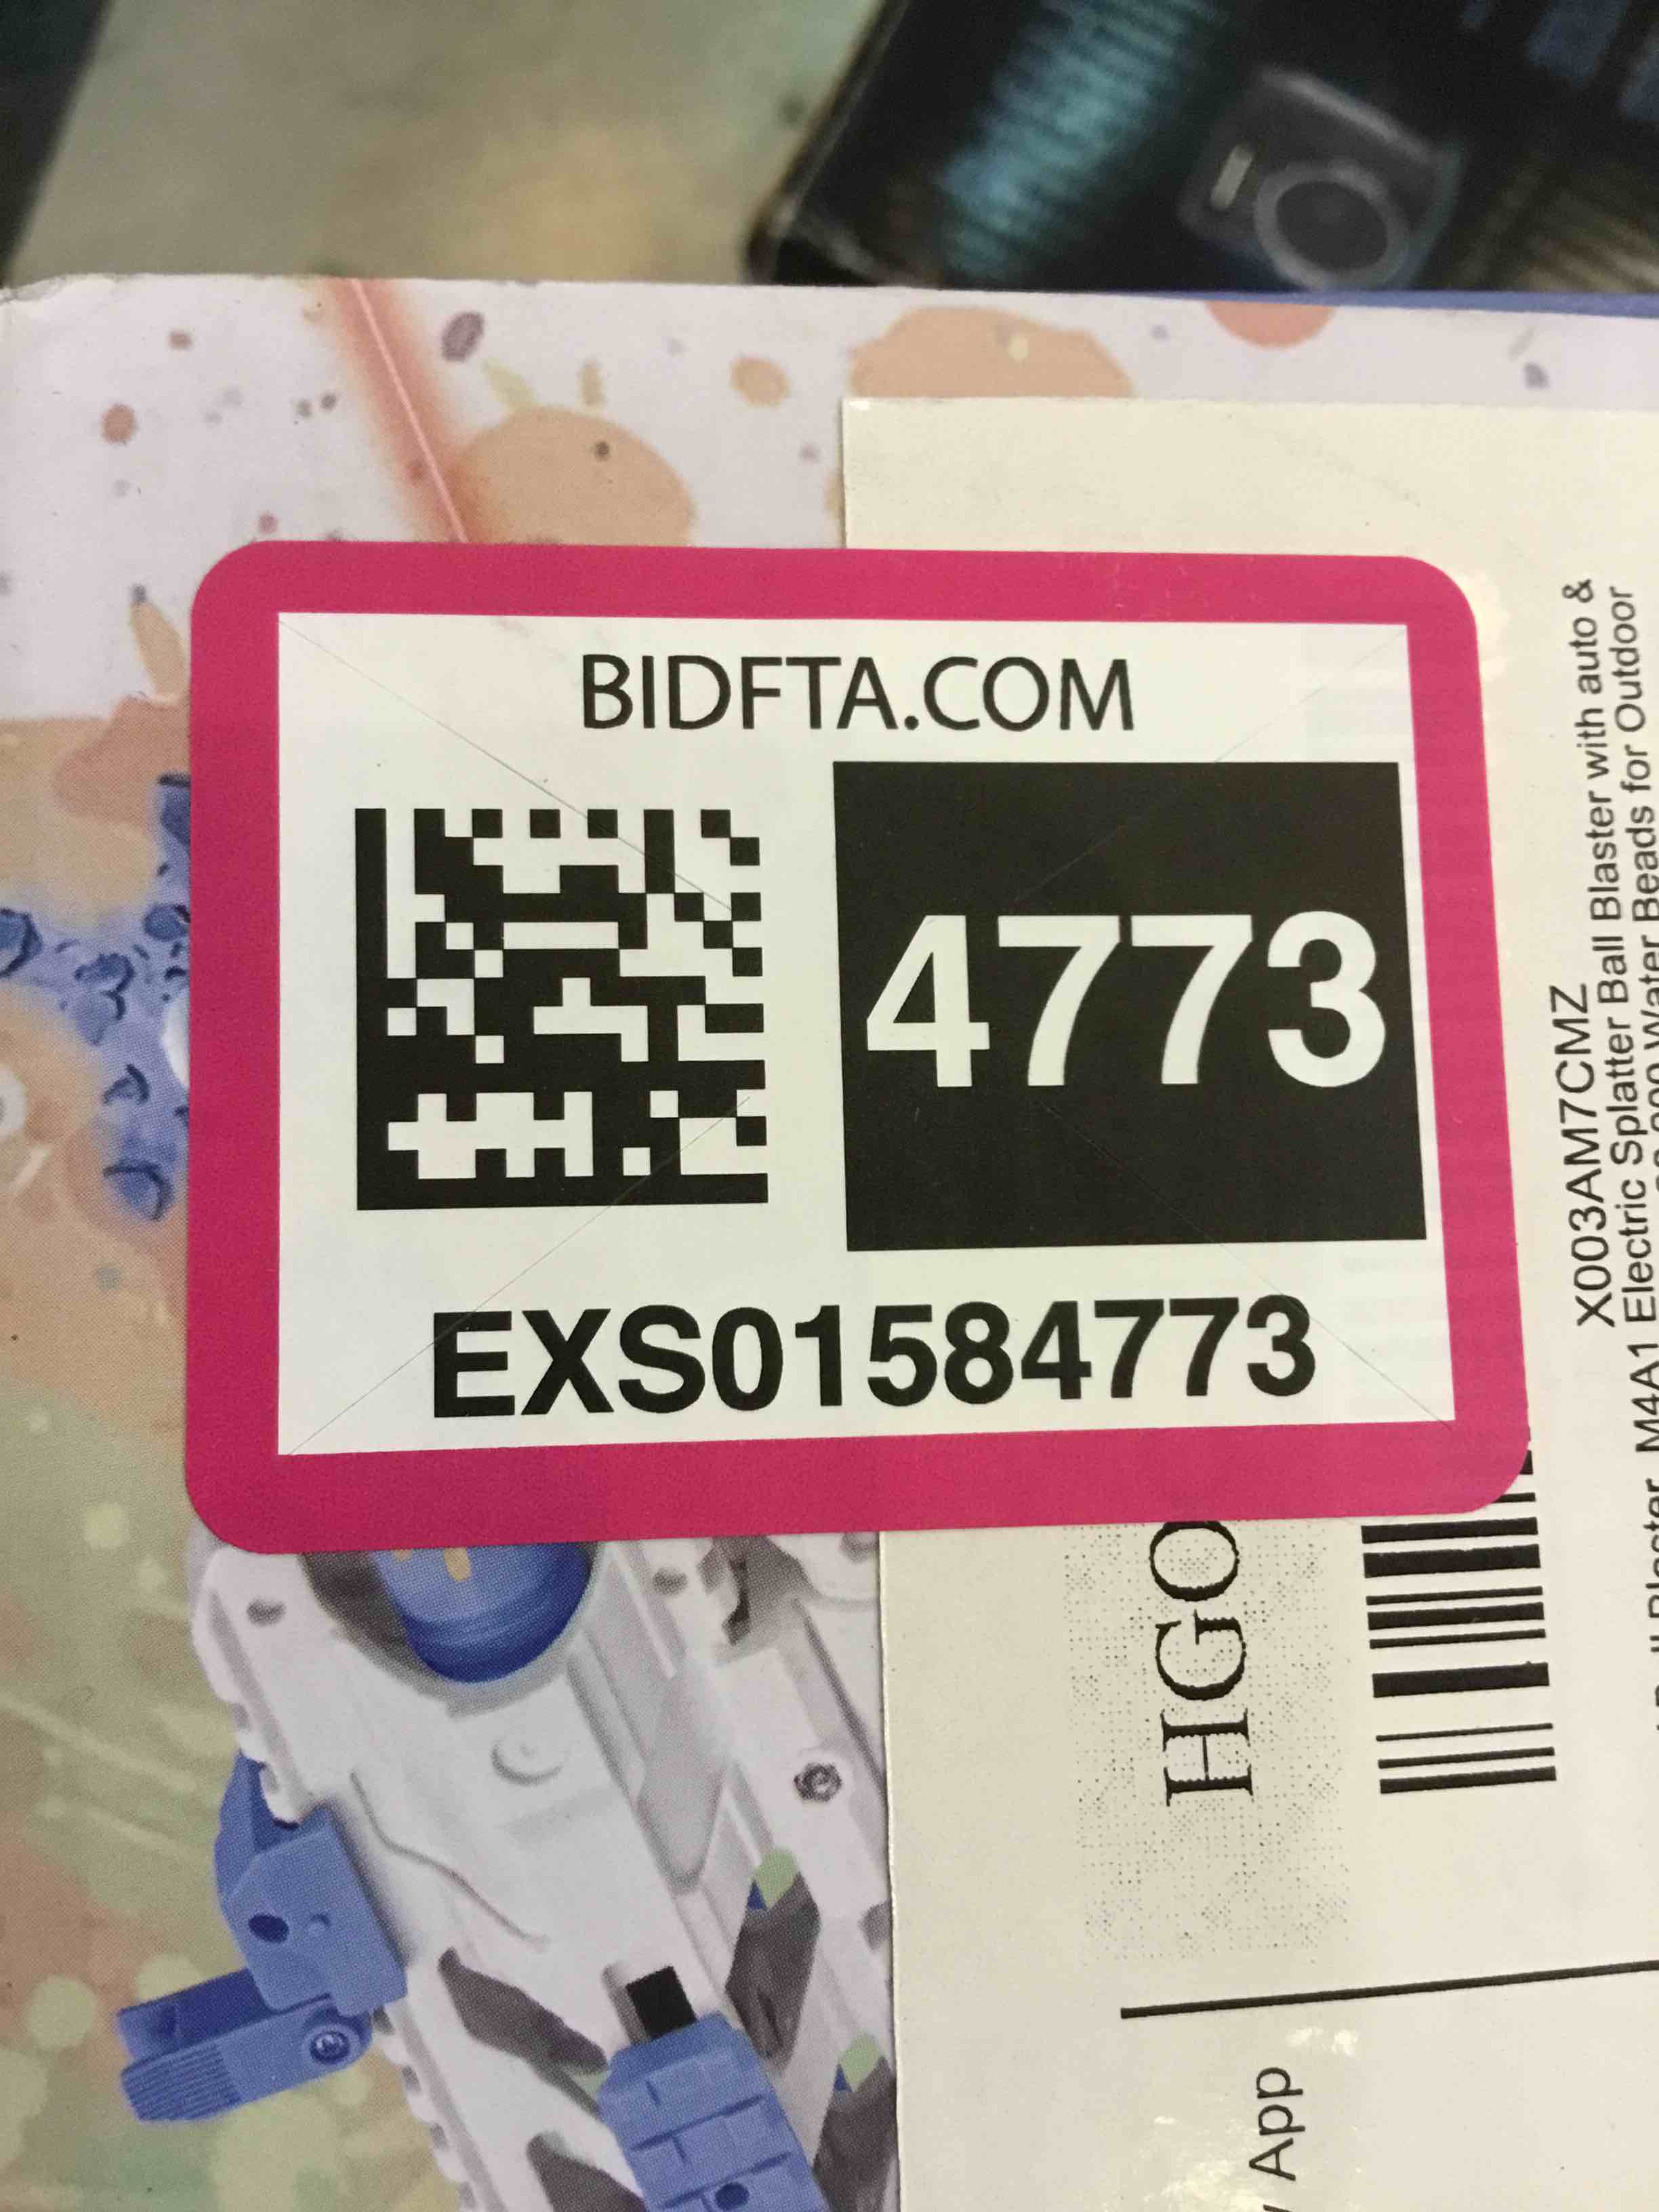 BIDFTA.COM
4773
EXS01584773
HGO
X003AM7CMZ
M4A1 Electric Splatter Ball Blaster with auto &
Water Beads for Outdoor
App